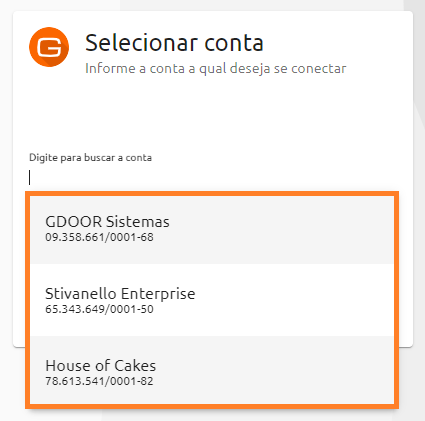 G
Selecionar conta
Informe a conta a qual deseja se conectar
Digite para buscar a conta
GDOOR Sistemas
09.358.661/0001-68
Stivanello Enterprise
65.343.649/0001-50
House of Cakes
78.613.541/0001-82